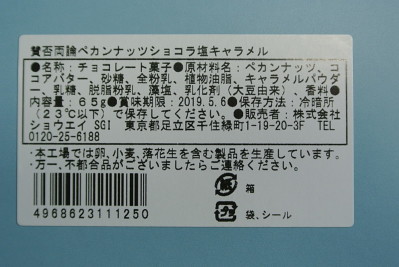 賛否両論ペカンナッツショコラ塩キャラメル
●名称：チョコレート菓子●原材料名：ペカンナッツ、コ
コアバター、砂糖、全粉乳、植物油脂、キャラメルパウダ
ー、乳糖、脱脂粉乳、藻塩、乳化剤（大豆由来）、香料●
内容量：６５ｇ●賞味期限：2019.5.6●保存方法：冷暗所
（２３℃以下）で保存してください。●販売者：株式会社
ショウエイSGI　東京都足立区千住緑町1-19-20-3F　TEL
0120-25-6188
・本工場では卵、小麦、落花生を含む製品を生産しています。
・万一、不都合品がございましたらご連絡ください。
箱
4968623111250
袋、シール